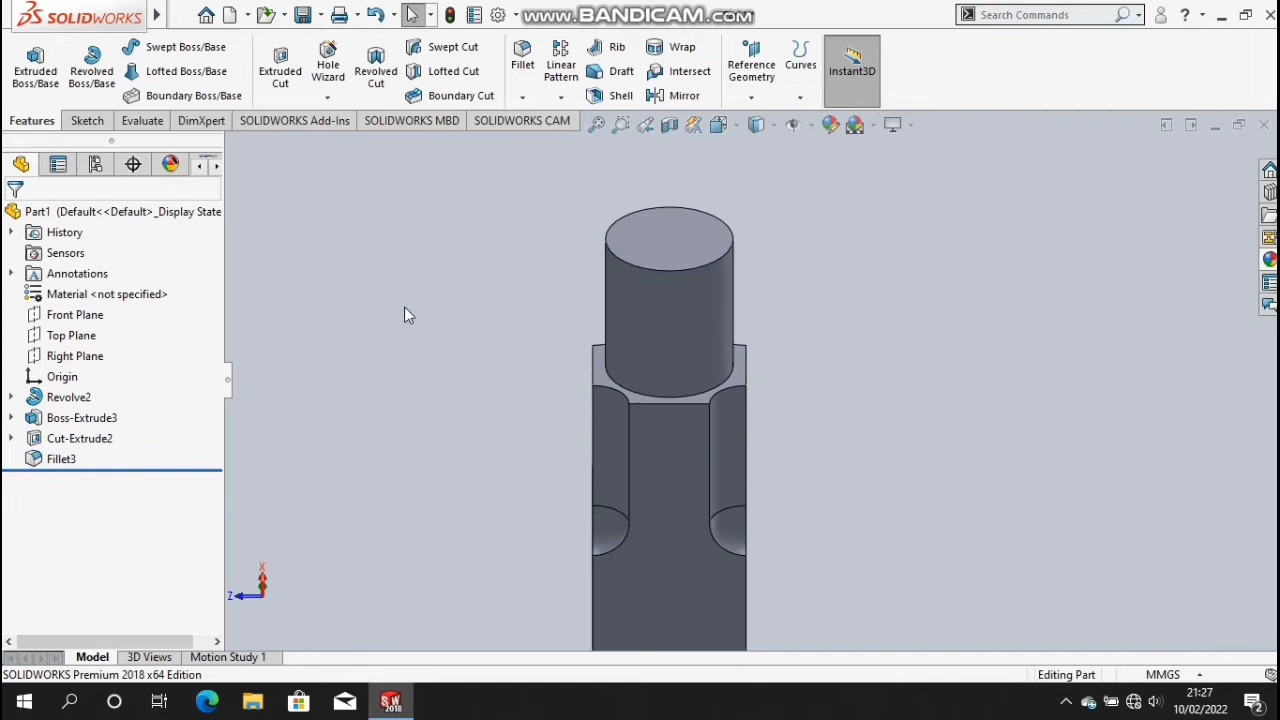 SOLIDWORKS
www.BANDICAM.com
Search Commands
?
Extruded Boss/Base
Revolved Boss/Base
Swept Boss/Base
Lofted Boss/Base
Boundary Boss/Base
Extruded Cut
Hole Wizard
Revolved Cut
Swept Cut
Lofted Cut
Boundary Cut
Fillet
Linear Pattern
Rib
Draft
Shell
Wrap
Intersect
Mirror
Reference Geometry
Curves
Instant3D
Features Sketch Evaluate DimXpert SOLIDWORKS Add-Ins SOLIDWORKS MBD SOLIDWORKS CAM
Part1 (Default<<Default>_Display State
History
Sensors
Annotations
Material <not specified>
Front Plane
Top Plane
Right Plane
Origin
Revolve2
Boss-Extrude3
Cut-Extrude2
Fillet3
X
Z
Model 3D Views Motion Study 1
SOLIDWORKS Premium 2018 x64 Edition
Editing Part
MMGS
SW
2018
21:27
10/02/2022
2